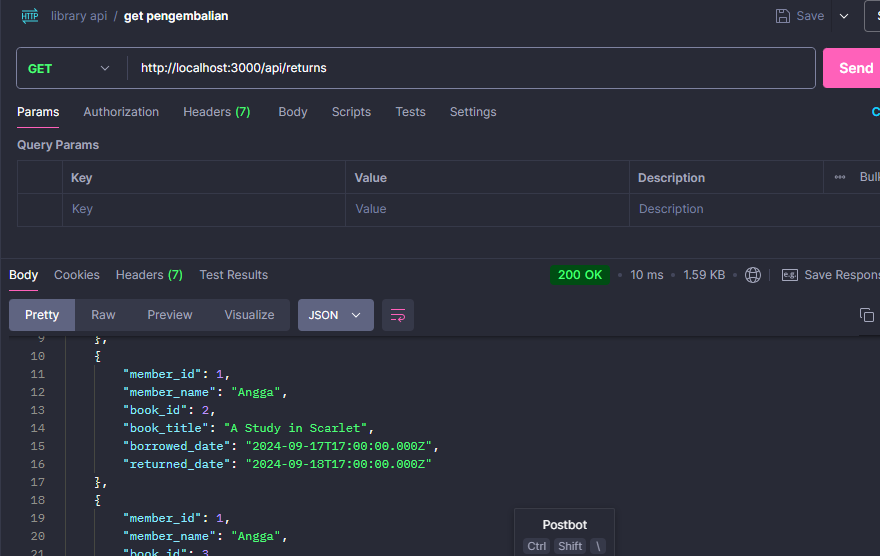 HTTP library api / get pengembalian Save
GET http://localhost:3000/api/returns Send
Params Authorization Headers (7) Body Scripts Tests Settings
Query Params
Key Value Description Bulk
Key Value Description
Body Cookies Headers (7) Test Results 200 OK • 10 ms • 1.59 KB • e.g. Save Respons
Pretty Raw Preview Visualize JSON
9 },
10 {
11 "member_id": 1,
12 "member_name": "Angga",
13 "book_id": 2,
14 "book_title": "A Study in Scarlet",
15 "borrowed_date": "2024-09-17T17:00:00.000Z",
16 "returned_date": "2024-09-18T17:00:00.000Z"
17 },
18 {
19 "member_id": 1,
20 "member_name": "Angga",
21 "book_id": 3,
Postbot
Ctrl Shift \